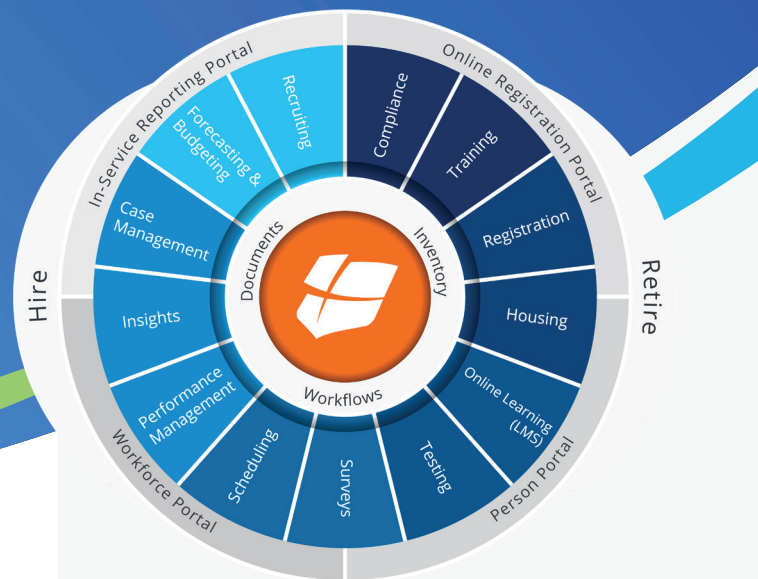 In-Service Reporting Portal
Online Registration Portal
Person Portal
Workforce Portal
Hire
Retire
Recruiting
Compliance
Training
Registration
Housing
Online Learning
(LMS)
Testing
Surveys
Scheduling
Performance
Management
Insights
Case
Management
Forecasting &
Budgeting
Documents
Inventory
Workflows